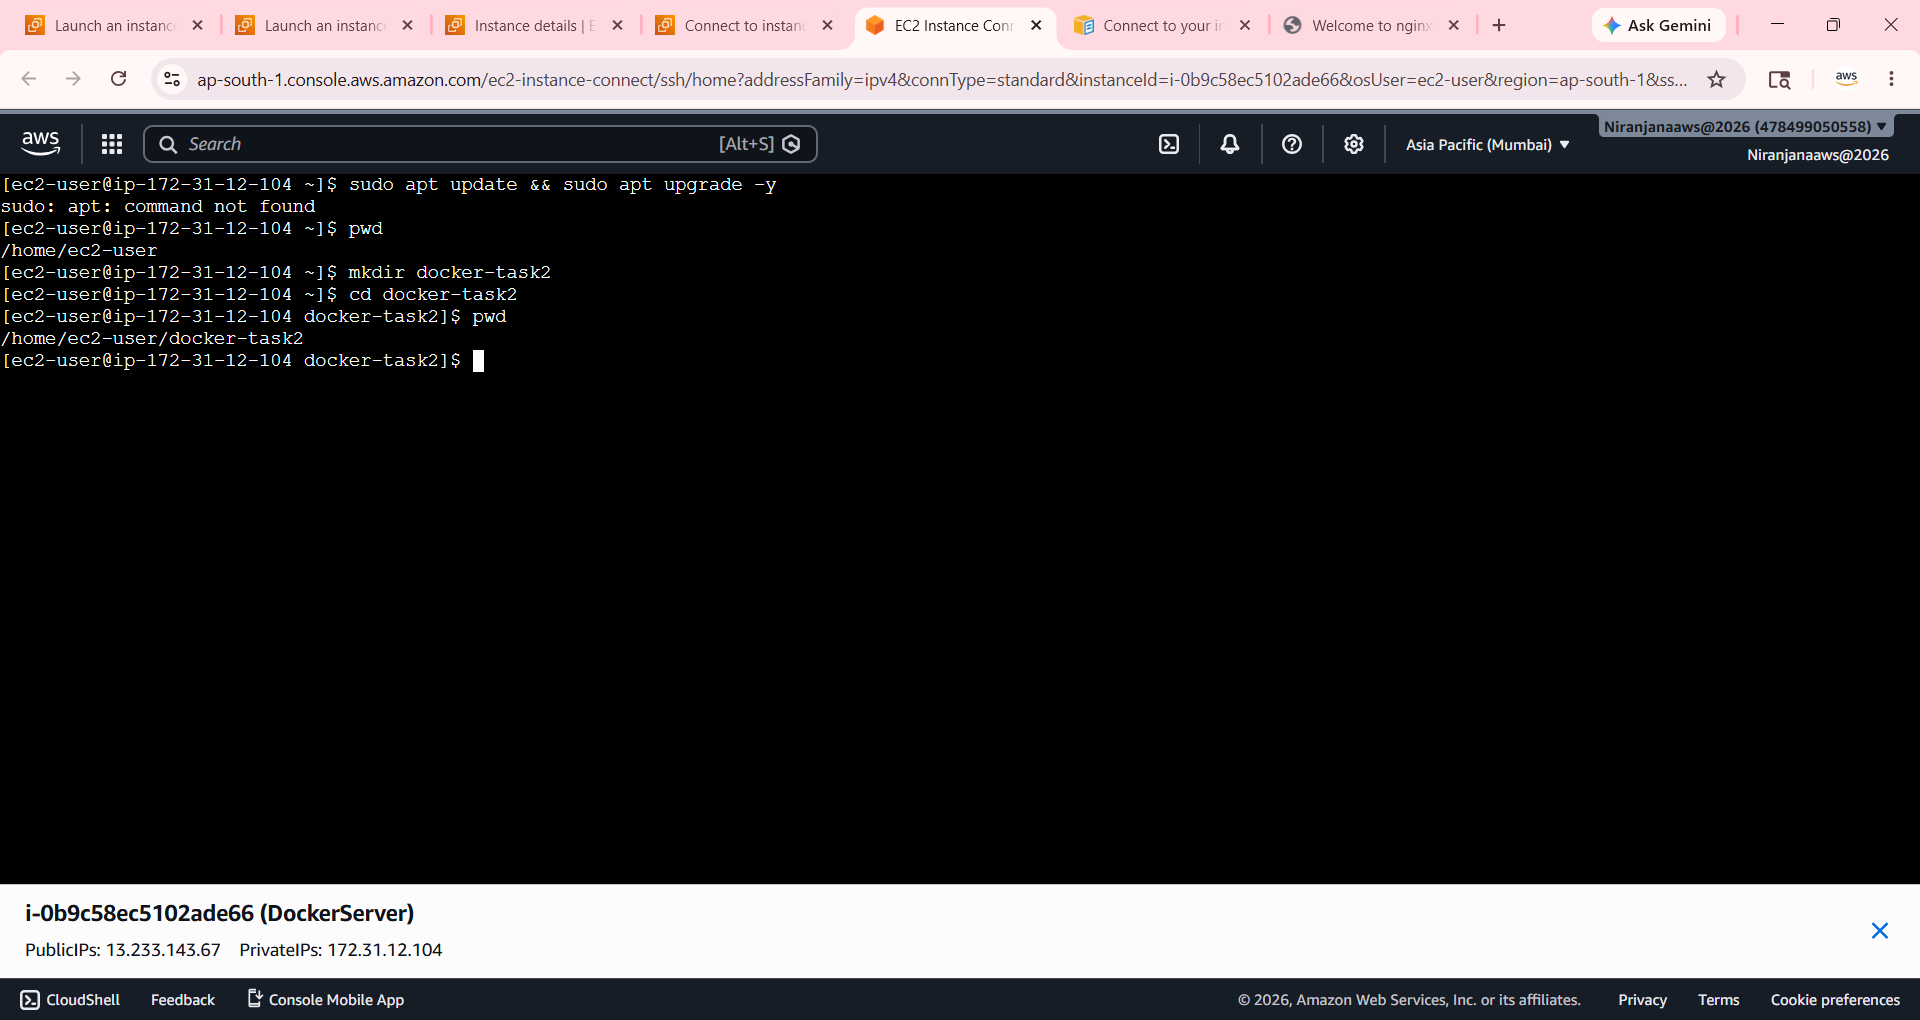 Launch an instance
Launch an instance
Instance details | E
Connect to instanc
EC2 Instance Conn
Connect to your in
Welcome to nginx
Ask Gemini
ap-south-1.console.aws.amazon.com/ec2-instance-connect/ssh/home?addressFamily=ipv4&connType=standard&instanceId=i-0b9c58ec5102ade66&osUser=ec2-user&region=ap-south-1&ss...
aws
aws
Search
[Alt+S]
Asia Pacific (Mumbai)
Niranjanaaws@2026 (478499050558)
Niranjanaaws@2026
[ec2-user@ip-172-31-12-104 ~]$ sudo apt update && sudo apt upgrade -y
sudo: apt: command not found
[ec2-user@ip-172-31-12-104 ~]$ pwd
/home/ec2-user
[ec2-user@ip-172-31-12-104 ~]$ mkdir docker-task2
[ec2-user@ip-172-31-12-104 ~]$ cd docker-task2
[ec2-user@ip-172-31-12-104 docker-task2]$ pwd
/home/ec2-user/docker-task2
[ec2-user@ip-172-31-12-104 docker-task2]$
i-0b9c58ec5102ade66 (DockerServer)
PublicIPs: 13.233.143.67 PrivateIPs: 172.31.12.104
CloudShell Feedback Console Mobile App
© 2026, Amazon Web Services, Inc. or its affiliates. Privacy Terms Cookie preferences